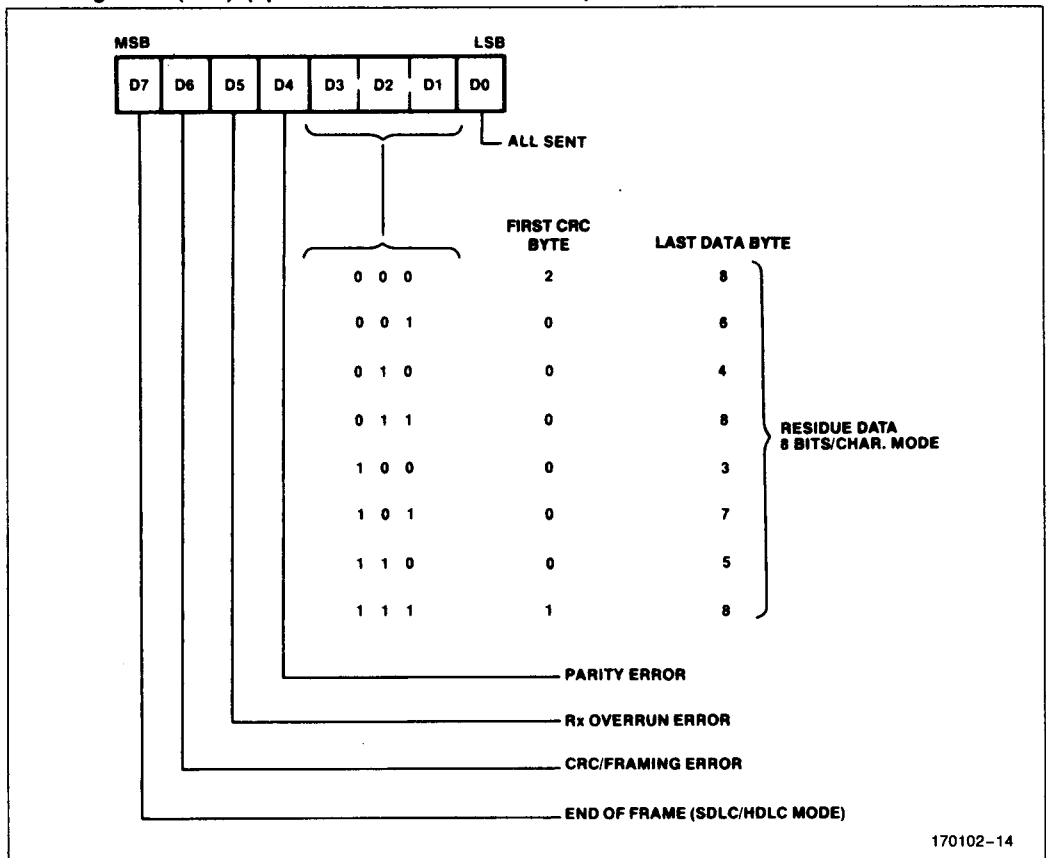 MSB LSB
D7 D6 D5 D4 D3 D2 D1 D0
ALL SENT
FIRST CRC
BYTE
LAST DATA BYTE
0 0 0 2 8
0 0 1 0 6
0 1 0 0 4
0 1 1 0 8
1 0 0 0 3
1 0 1 0 7
1 1 0 0 5
1 1 1 1 8
RESIDUE DATA
8 BITS/CHAR. MODE
PARITY ERROR
Rx OVERRUN ERROR
CRC/FRAMING ERROR
END OF FRAME (SDLC/HDLC MODE)
170102-14